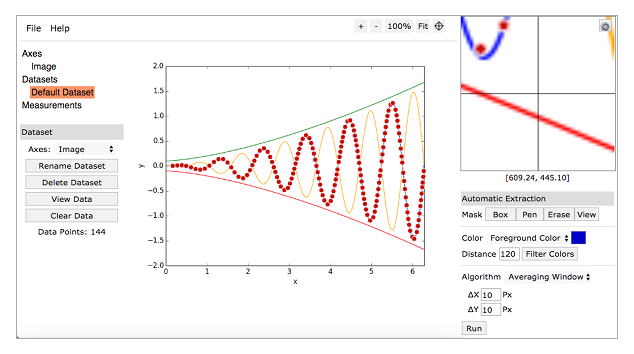 File Help
+ - 100% Fit
Axes
Image
Datasets
Default Dataset
Measurements
Dataset
Axes: Image
Rename Dataset
Delete Dataset
View Data
Clear Data
Data Points: 144
2.0
1.5
1.0
0.5
0.0
−0.5
−1.0
−1.5
−2.0
y
0 1 2 3 4 5 6
x
[609.24, 445.10]
Automatic Extraction
Mask Box Pen Erase View
Color Foreground Color
Distance 120 Filter Colors
Algorithm Averaging Window
ΔX 10 Px
ΔY 10 Px
Run